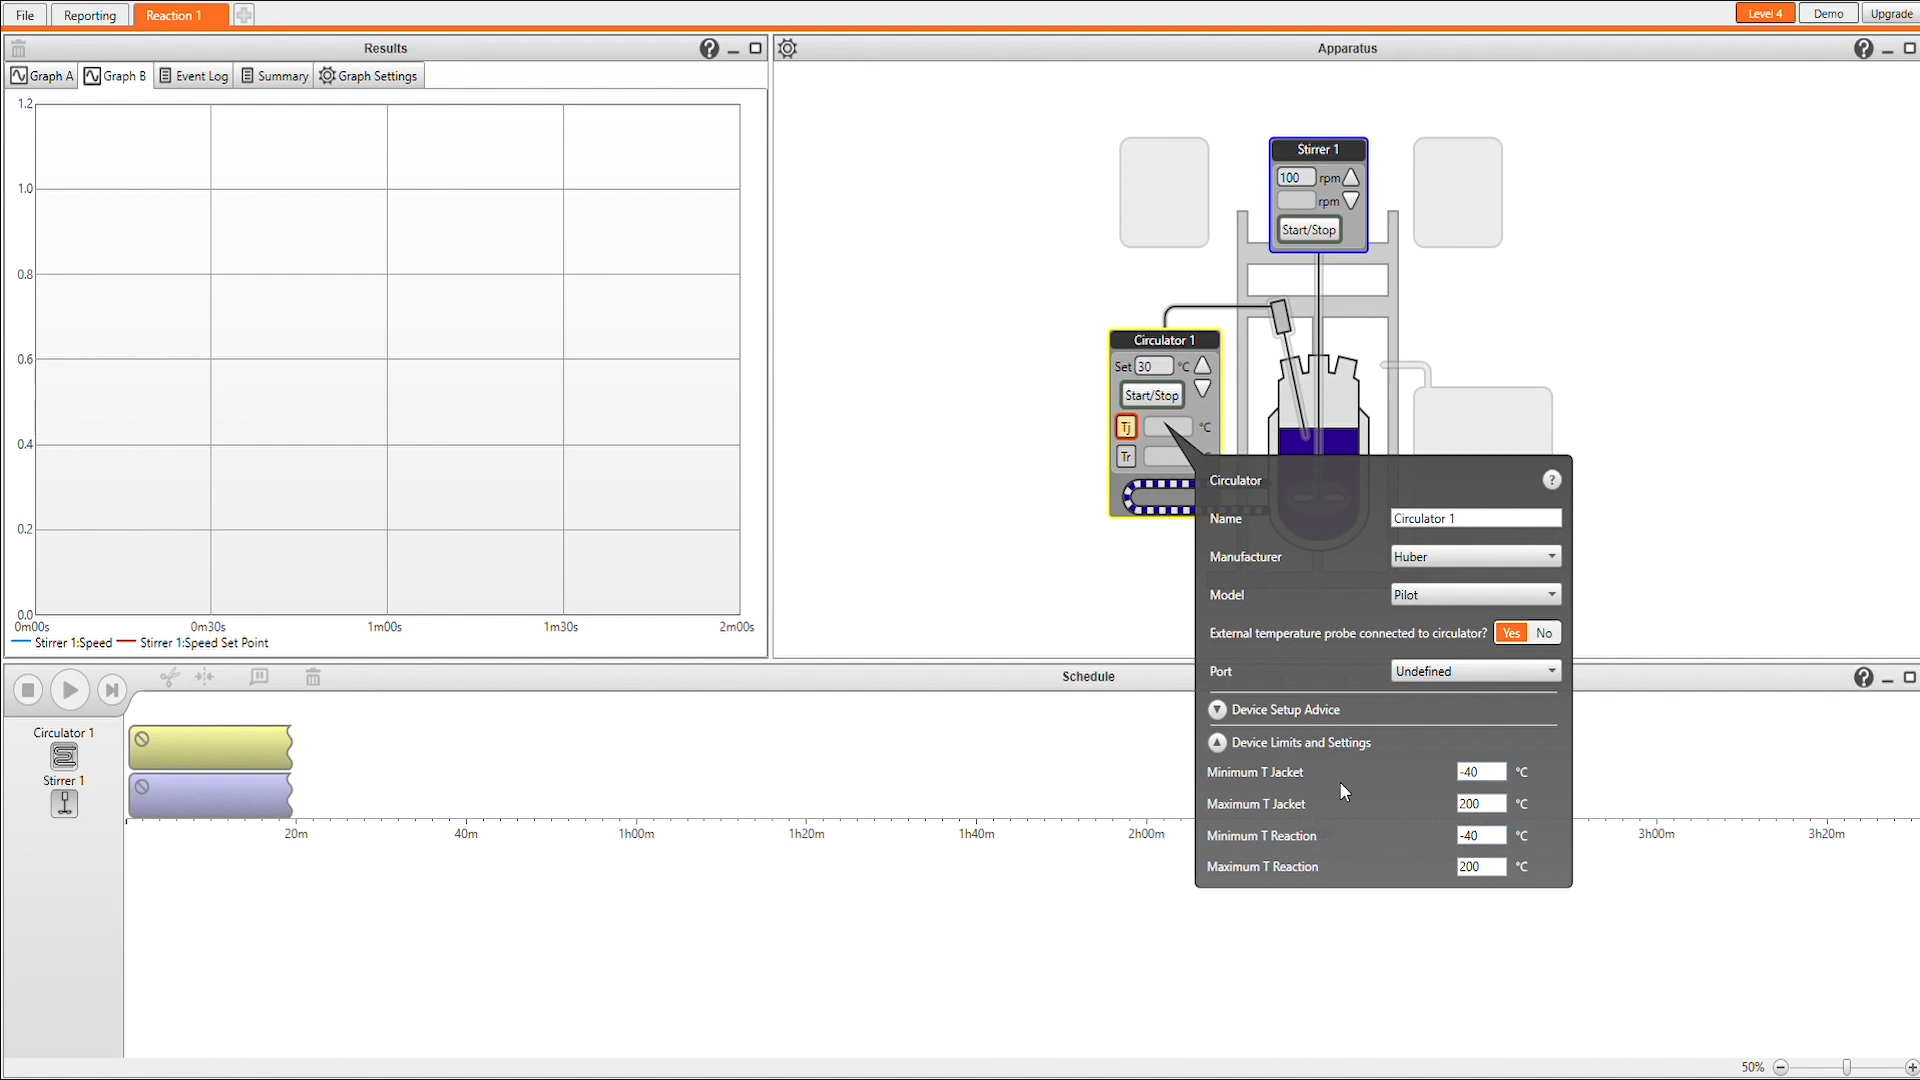 File
Reporting
Reaction 1
Level 4
Demo
Upgrade
Results
Apparatus
Graph A
Graph B
Event Log
Summary
Graph Settings
1.2
1.0
0.8
0.6
0.4
0.2
0.0
0m00s
0m30s
1m00s
1m30s
2m00s
Stirrer 1:Speed
Stirrer 1:Speed Set Point
Stirrer 1
100 rpm
rpm
Start/Stop
Circulator 1
Set 30 °C
Start/Stop
Tj °C
Tr
Circulator
Name Circulator 1
Manufacturer Huber
Model Pilot
External temperature probe connected to circulator? Yes No
Port Undefined
Device Setup Advice
Device Limits and Settings
Minimum T Jacket -40 °C
Maximum T Jacket 200 °C
Minimum T Reaction -40 °C
Maximum T Reaction 200 °C
Schedule
Circulator 1
Stirrer 1
20m
40m
1h00m
1h20m
1h40m
2h00m
3h00m
3h20m
50%